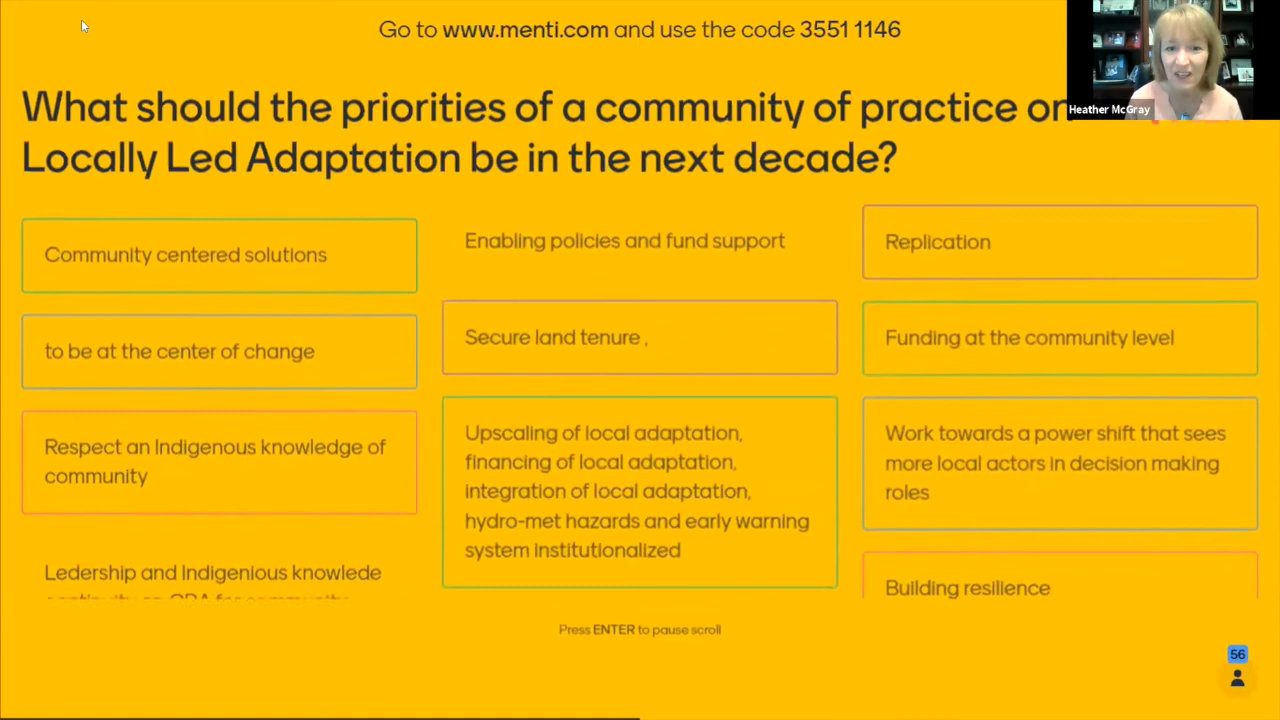 Go to www.menti.com and use the code 3551 1146
Heather McGray
What should the priorities of a community of practice on
Locally Led Adaptation be in the next decade?
Community centered solutions
to be at the center of change
Respect an Indigenous knowledge of
community
Ledership and Indigenious knowlede
Enabling policies and fund support
Secure land tenure ,
Upscaling of local adaptation,
financing of local adaptation,
integration of local adaptation,
hydro-met hazards and early warning
system institutionalized
Replication
Funding at the community level
Work towards a power shift that sees
more local actors in decision making
roles
Building resilience
Press ENTER to pause scroll
56